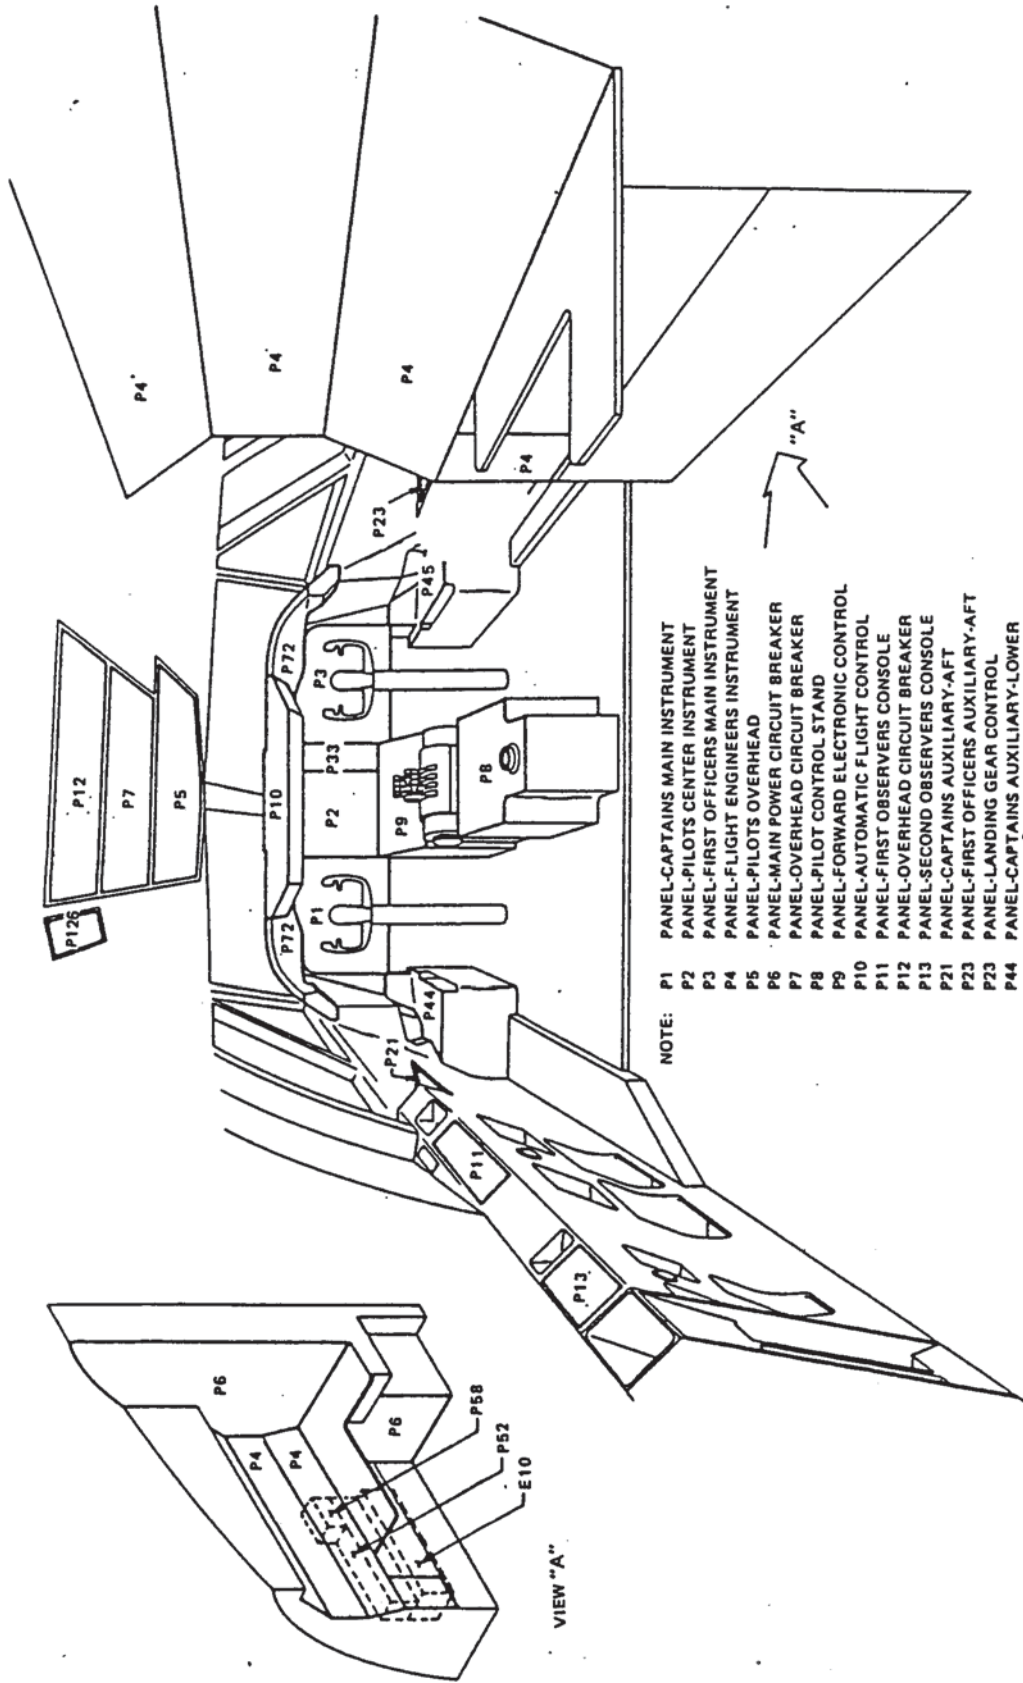 P126
P12
P7
P5
P4
P4
P4
P4
P10
P72
P72
P1
P2
P33
P3
P9
P8
P21
P44
P45
P23
P11
P13
"A"
P6
P4
P4
P6
P58
P52
E10
VIEW "A"
NOTE:
P1 PANEL-CAPTAINS MAIN INSTRUMENT
P2 PANEL-PILOTS CENTER INSTRUMENT
P3 PANEL-FIRST OFFICERS MAIN INSTRUMENT
P4 PANEL-FLIGHT ENGINEERS INSTRUMENT
P5 PANEL-PILOTS OVERHEAD
P6 PANEL-MAIN POWER CIRCUIT BREAKER
P7 PANEL-OVERHEAD CIRCUIT BREAKER
P8 PANEL-PILOT CONTROL STAND
P9 PANEL-FORWARD ELECTRONIC CONTROL
P10 PANEL-AUTOMATIC FLIGHT CONTROL
P11 PANEL-FIRST OBSERVERS CONSOLE
P12 PANEL-OVERHEAD CIRCUIT BREAKER
P13 PANEL-SECOND OBSERVERS CONSOLE
P21 PANEL-CAPTAINS AUXILIARY-AFT
P23 PANEL-FIRST OFFICERS AUXILIARY-AFT
P23 PANEL-LANDING GEAR CONTROL
P44 PANEL-CAPTAINS AUXILIARY-LOWER